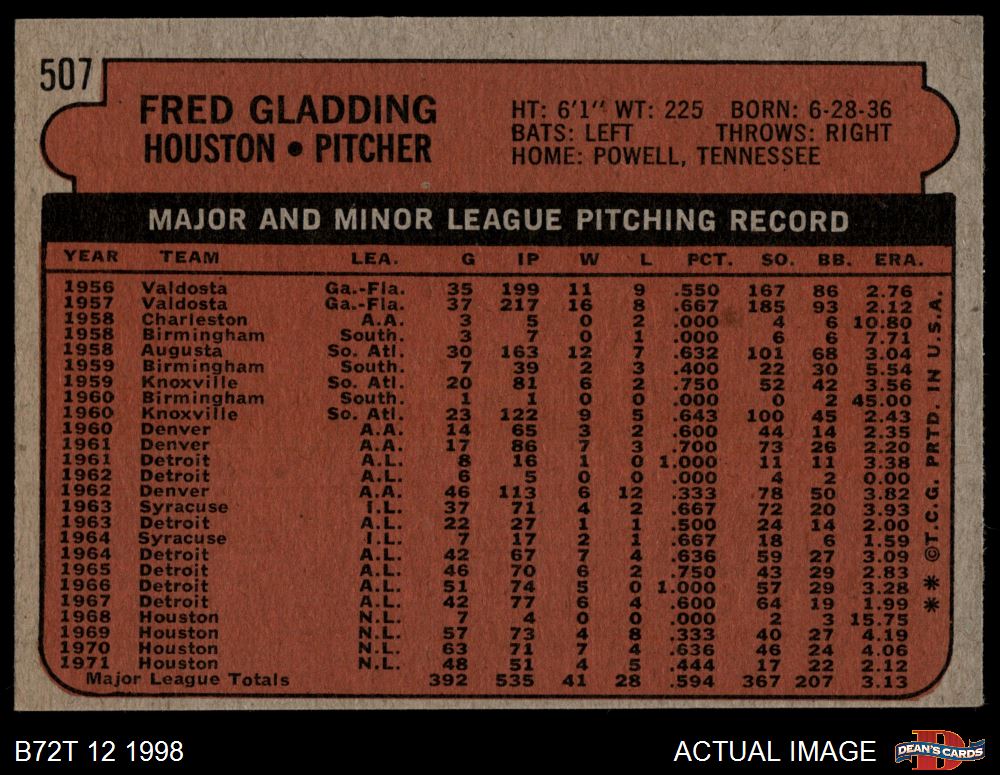 507
FRED GLADDING
HOUSTON • PITCHER
HT: 6'1" WT: 225 BORN: 6-28-36
BATS: LEFT THROWS: RIGHT
HOME: POWELL, TENNESSEE
MAJOR AND MINOR LEAGUE PITCHING RECORD
YEAR TEAM LEA. G IP W L PCT. SO. BB. ERA.
1956 Valdosta Ga.-Fla. 35 199 11 9 .550 167 86 2.76
1957 Valdosta Ga.-Fla. 37 217 16 8 .667 185 93 2.12
1958 Charleston A.A. 3 5 0 2 .000 4 6 10.80
1958 Birmingham South. 3 7 0 1 .000 6 6 7.71
1958 Augusta So. Atl. 30 163 12 7 .632 101 68 3.04
1959 Birmingham South. 7 39 2 3 .400 22 30 5.54
1959 Knoxville So. Atl. 20 81 6 2 .750 52 42 3.56
1960 Birmingham South. 1 1 0 0 .000 0 2 45.00
1960 Knoxville So. Atl. 23 122 9 5 .643 100 45 2.43
1960 Denver A.A. 14 65 3 2 .600 44 14 2.35
1961 Denver A.A. 17 86 7 3 .700 73 26 2.20
1961 Detroit A.L. 8 16 1 0 1.000 11 11 3.38
1962 Detroit A.L. 6 5 0 0 .000 4 2 0.00
1962 Denver A.A. 46 113 6 12 .333 78 50 3.82
1963 Syracuse I.L. 37 71 4 2 .667 72 20 3.93
1963 Detroit A.L. 22 27 1 1 .500 24 14 2.00
1964 Syracuse I.L. 7 17 2 1 .667 18 6 1.59
1964 Detroit A.L. 42 67 7 4 .636 59 27 3.09
1965 Detroit A.L. 46 70 6 2 .750 43 29 2.83
1966 Detroit A.L. 51 74 5 0 1.000 57 29 3.28
1967 Detroit A.L. 42 77 6 4 .600 64 19 1.99
1968 Houston N.L. 7 4 0 0 .000 2 3 15.75
1969 Houston N.L. 57 73 4 8 .333 40 27 4.19
1970 Houston N.L. 63 71 7 4 .636 46 24 4.06
1971 Houston N.L. 48 51 4 5 .444 17 22 2.12
Major League Totals 392 535 41 28 .594 367 207 3.13
** ©T.C.G. PRTD. IN U.S.A.
B72T 12 1998
ACTUAL IMAGE
D
DEAN'S CARDS